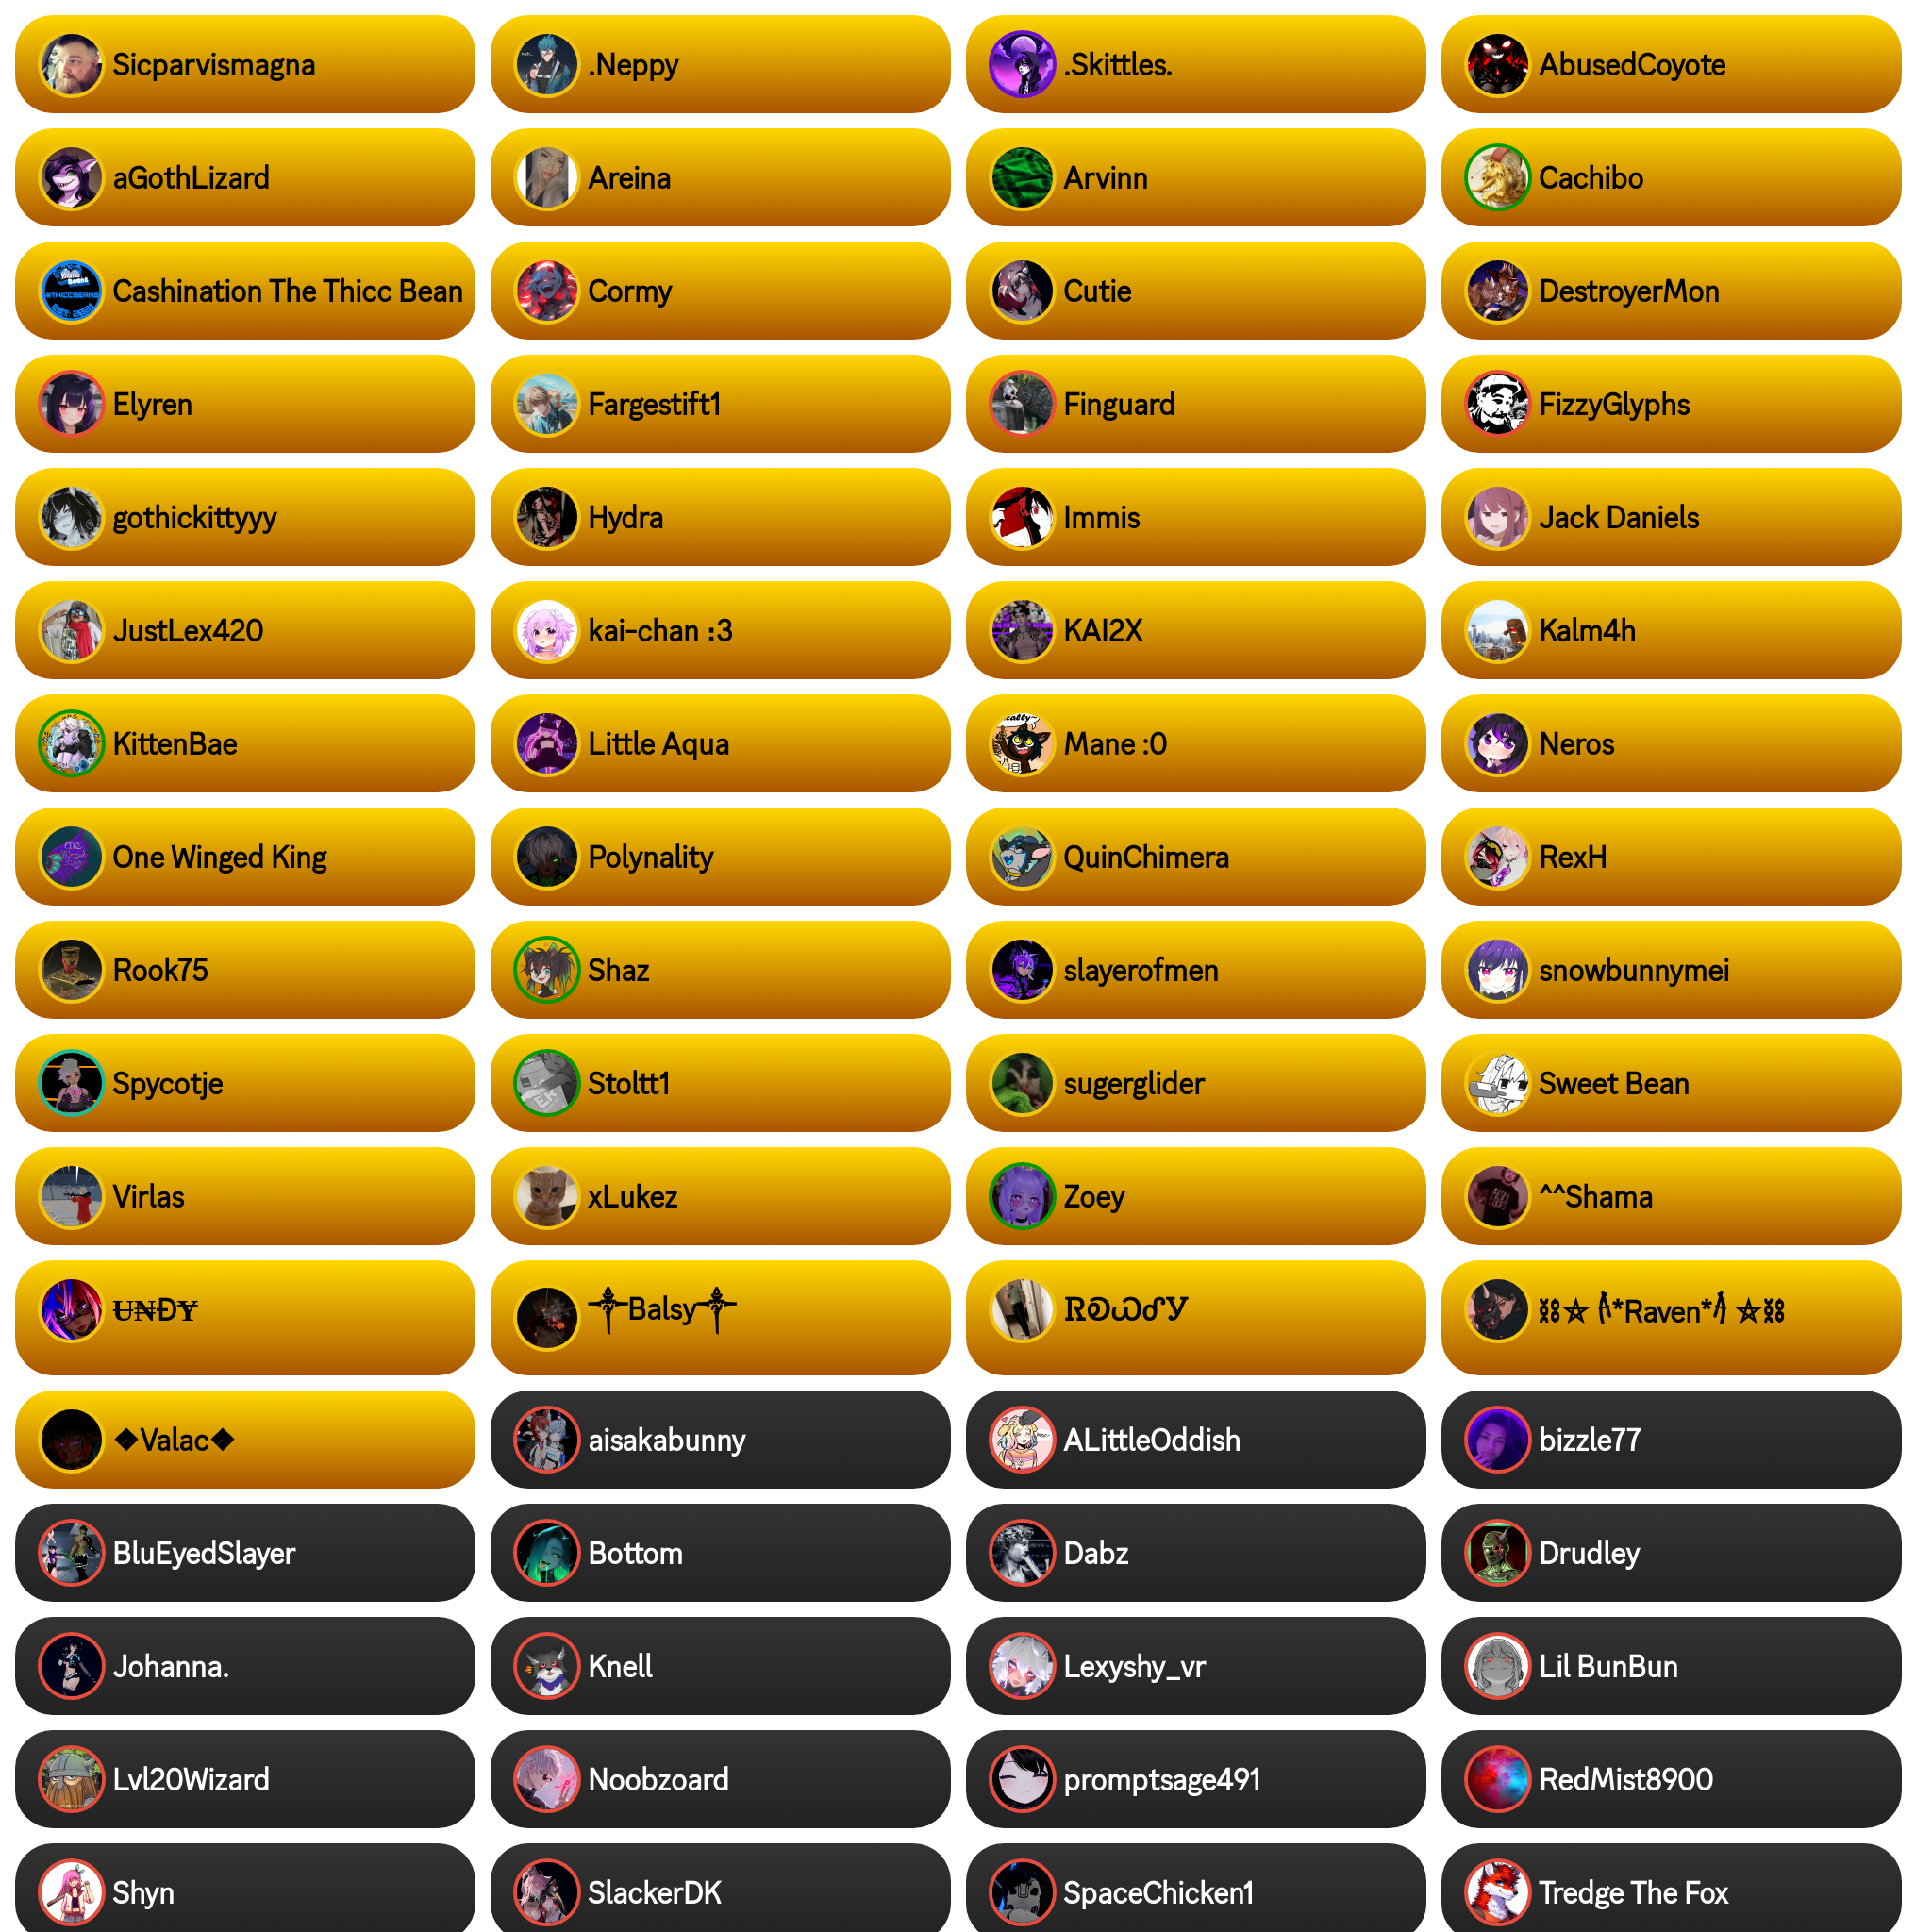 Sicparvismagna
.Neppy
.Skittles.
AbusedCoyote
aGothLizard
Areina
Arvinn
Cachibo
Cashination The Thicc Bean
Cormy
Cutie
DestroyerMon
Elyren
Fargestift1
Finguard
FizzyGlyphs
gothickittyyy
Hydra
Immis
Jack Daniels
JustLex420
kai-chan :3
KAI2X
Kalm4h
KittenBae
Little Aqua
Mane :0
Neros
One Winged King
Polynality
QuinChimera
RexH
Rook75
Shaz
slayerofmen
snowbunnymei
Spycotje
Stoltt1
sugerglider
Sweet Bean
Virlas
xLukez
Zoey
^^Shama
Ʉ₦ĐɎ
༒Balsy༒
*Raven*
❖Valac❖
aisakabunny
ALittleOddish
bizzle77
BluEyedSlayer
Bottom
Dabz
Drudley
Johanna.
Knell
Lexyshy_vr
Lil BunBun
Lvl20Wizard
Noobzoard
promptsage491
RedMist8900
Shyn
SlackerDK
SpaceChicken1
Tredge The Fox